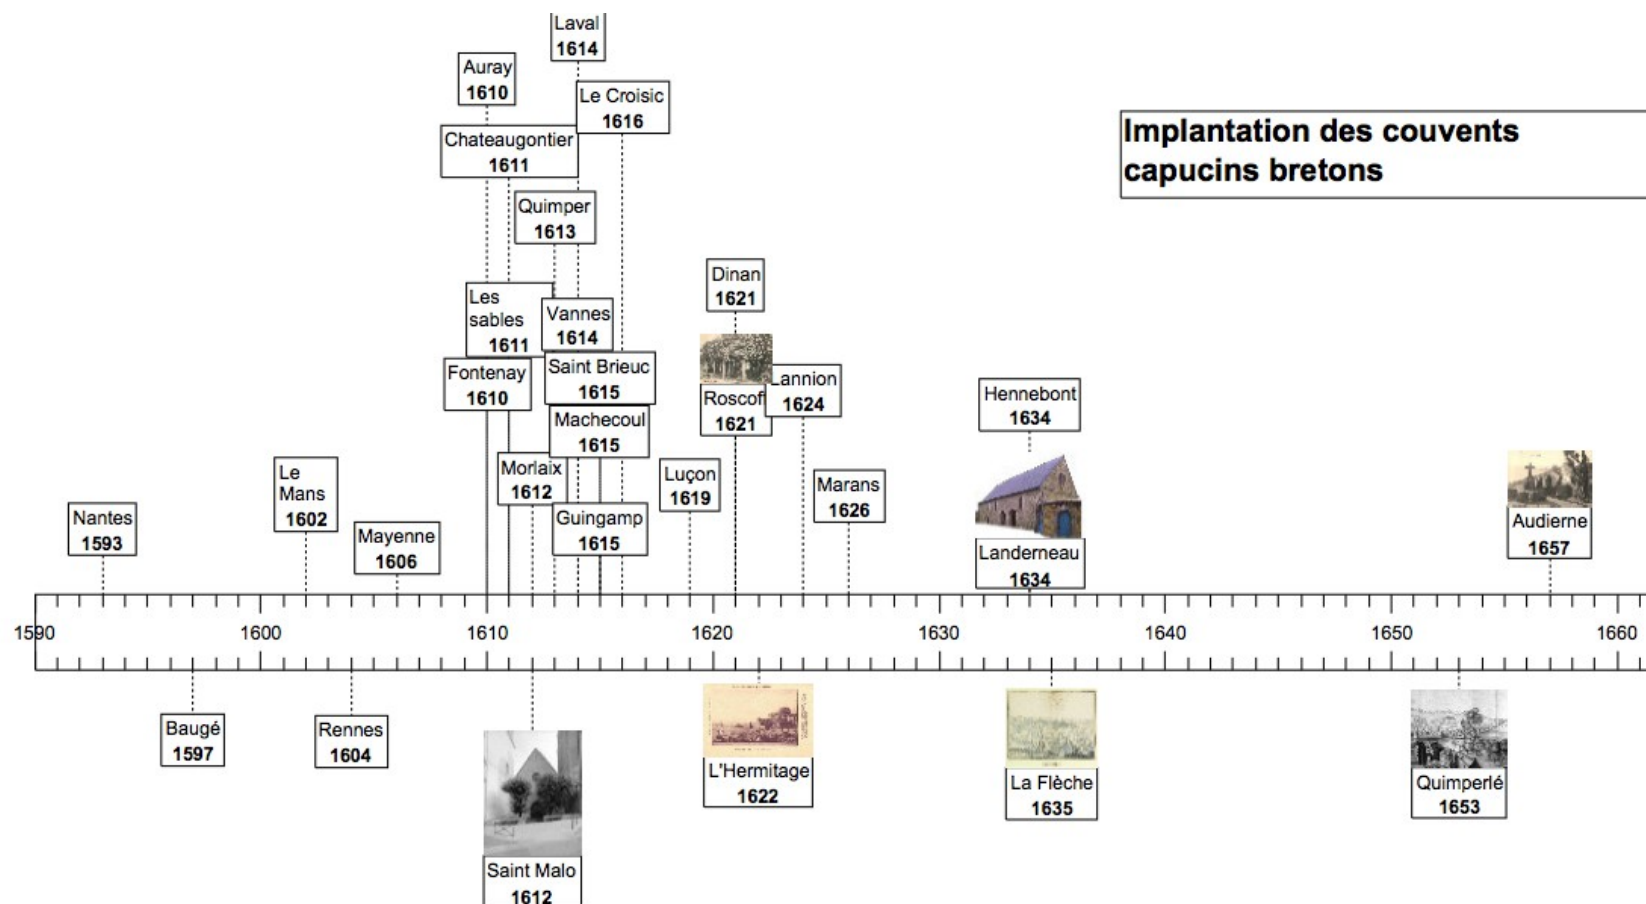 Laval
1614
Auray
1610
Le Croisic
1616
Implantation des couvents
capucins bretons
Chateaugontier
1611
Quimper
1613
Dinan
1621
Les
sables
1611
Vannes
1614
Saint Brieuc
1615
Fontenay
1610
Roscoff
1621
Lannion
1624
Hennebont
1634
Machecoul
1615
Morlaix
1612
Le
Mans
1602
Luçon
1619
Marans
1626
Nantes
1593
Mayenne
1606
Guingamp
1615
Landerneau
1634
Audierne
1657
1590
1600
1610
1620
1630
1640
1650
1660
Baugé
1597
Rennes
1604
L'Hermitage
1622
La Flèche
1635
Quimperlé
1653
Saint Malo
1612